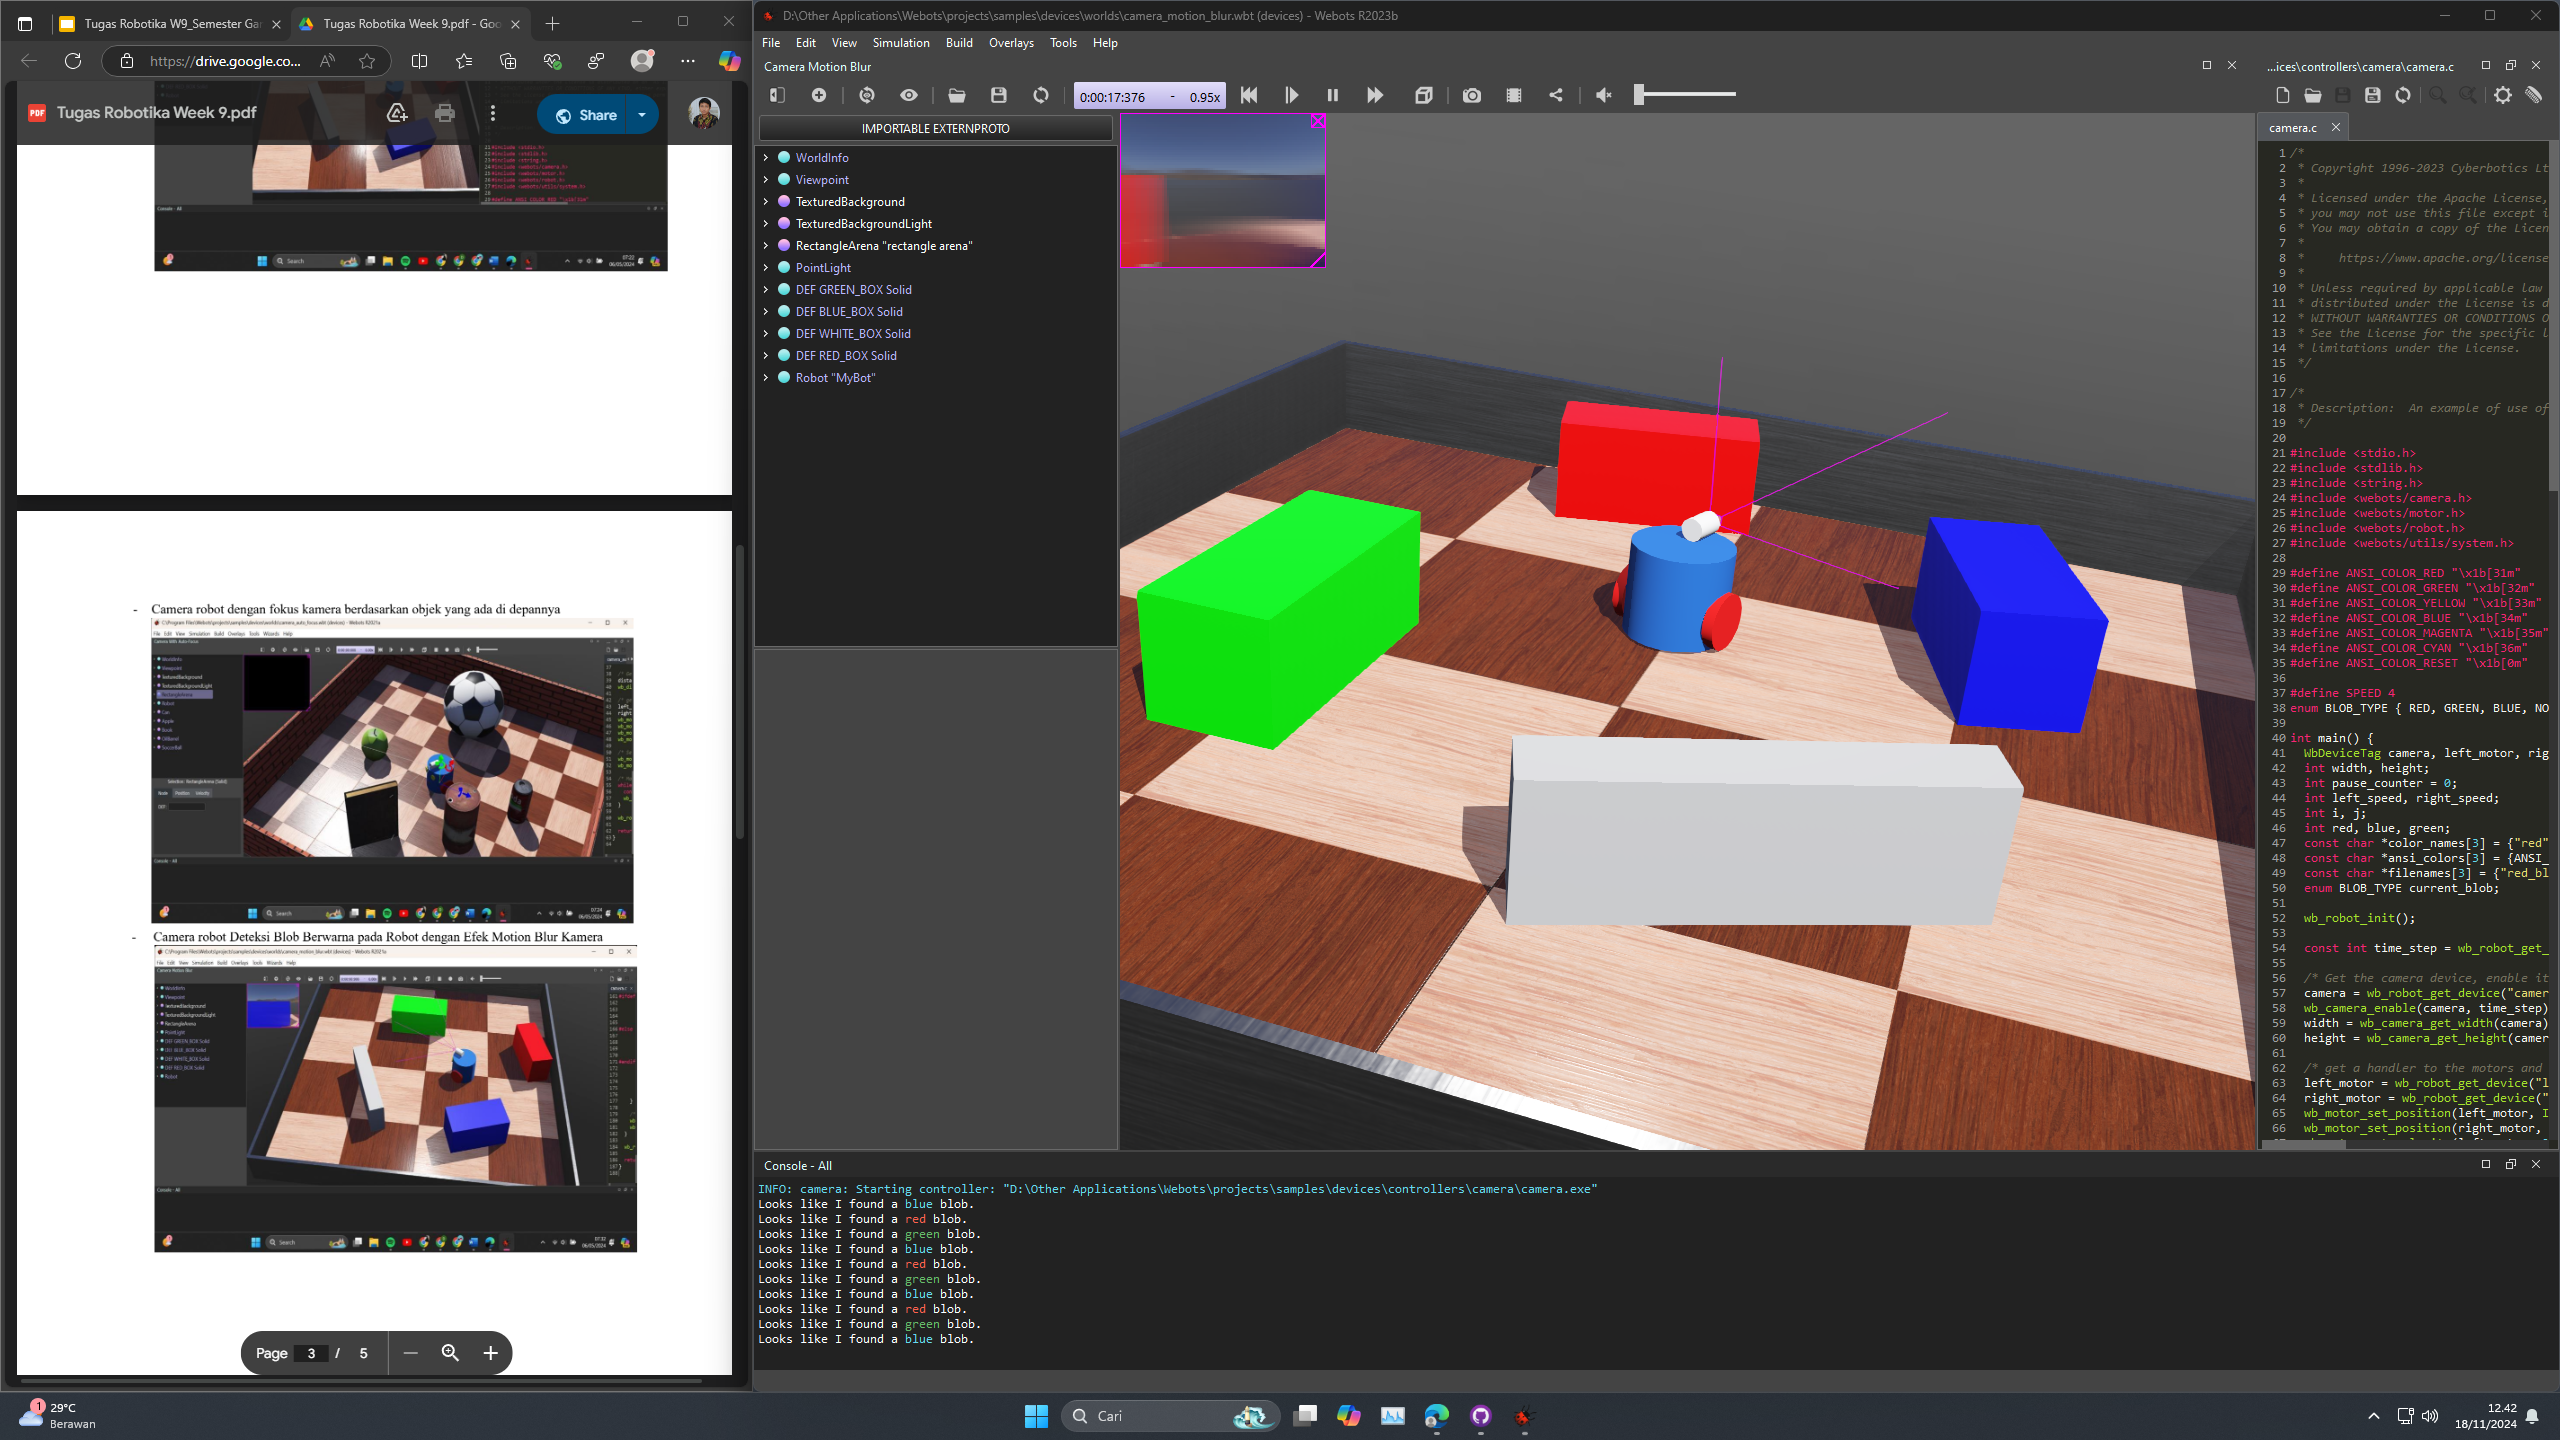 Tugas Robotika W9_Semester Ga
Tugas Robotika Week 9.pdf - Goo
https://drive.google.co...
PDF
Tugas Robotika Week 9.pdf
Share
- Camera robot dengan fokus kamera berdasarkan objek yang ada di depannya
- Camera robot Deteksi Blob Berwarna pada Robot dengan Efek Motion Blur Kamera
Page 3 / 5
D:\Other Applications\Webots\projects\samples\devices\worlds\camera_motion_blur.wbt (devices) - Webots R2023b
File Edit View Simulation Build Overlays Tools Help
Camera Motion Blur
0:00:17:376 - 0.95x
IMPORTABLE EXTERNPROTO
WorldInfo
Viewpoint
TexturedBackground
TexturedBackgroundLight
RectangleArena "rectangle arena"
PointLight
DEF GREEN_BOX Solid
DEF BLUE_BOX Solid
DEF WHITE_BOX Solid
DEF RED_BOX Solid
Robot "MyBot"
...ices\controllers\camera\camera.c
camera.c
1 /*
2 * Copyright 1996-2023 Cyberbotics Lt
3 *
4 * Licensed under the Apache License,
5 * you may not use this file except i
6 * You may obtain a copy of the Licen
7 *
8 * https://www.apache.org/license
9 *
10 * Unless required by applicable law
11 * distributed under the License is d
12 * WITHOUT WARRANTIES OR CONDITIONS O
13 * See the License for the specific l
14 * limitations under the License.
15 */
16
17 /*
18 * Description: An example of use of
19 */
20
21 #include <stdio.h>
22 #include <stdlib.h>
23 #include <string.h>
24 #include <webots/camera.h>
25 #include <webots/motor.h>
26 #include <webots/robot.h>
27 #include <webots/utils/system.h>
28
29 #define ANSI_COLOR_RED "\x1b[31m"
30 #define ANSI_COLOR_GREEN "\x1b[32m"
31 #define ANSI_COLOR_YELLOW "\x1b[33m"
32 #define ANSI_COLOR_BLUE "\x1b[34m"
33 #define ANSI_COLOR_MAGENTA "\x1b[35m"
34 #define ANSI_COLOR_CYAN "\x1b[36m"
35 #define ANSI_COLOR_RESET "\x1b[0m"
36
37 #define SPEED 4
38 enum BLOB_TYPE { RED, GREEN, BLUE, NO
39
40 int main() {
41 WbDeviceTag camera, left_motor, rig
42 int width, height;
43 int pause_counter = 0;
44 int left_speed, right_speed;
45 int i, j;
46 int red, blue, green;
47 const char *color_names[3] = {"red"
48 const char *ansi_colors[3] = {ANSI_
49 const char *filenames[3] = {"red_bl
50 enum BLOB_TYPE current_blob;
51
52 wb_robot_init();
53
54 const int time_step = wb_robot_get_
55
56 /* Get the camera device, enable it
57 camera = wb_robot_get_device("camer
58 wb_camera_enable(camera, time_step)
59 width = wb_camera_get_width(camera)
60 height = wb_camera_get_height(camer
61
62 /* get a handler to the motors and
63 left_motor = wb_robot_get_device("l
64 right_motor = wb_robot_get_device("
65 wb_motor_set_position(left_motor, I
66 wb_motor_set_position(right_motor,
Console - All
INFO: camera: Starting controller: "D:\Other Applications\Webots\projects\samples\devices\controllers\camera\camera.exe"
Looks like I found a blue blob.
Looks like I found a red blob.
Looks like I found a green blob.
Looks like I found a blue blob.
Looks like I found a red blob.
Looks like I found a green blob.
Looks like I found a blue blob.
Looks like I found a red blob.
Looks like I found a green blob.
Looks like I found a blue blob.
1
29°C
Berawan
Cari
12.42
18/11/2024